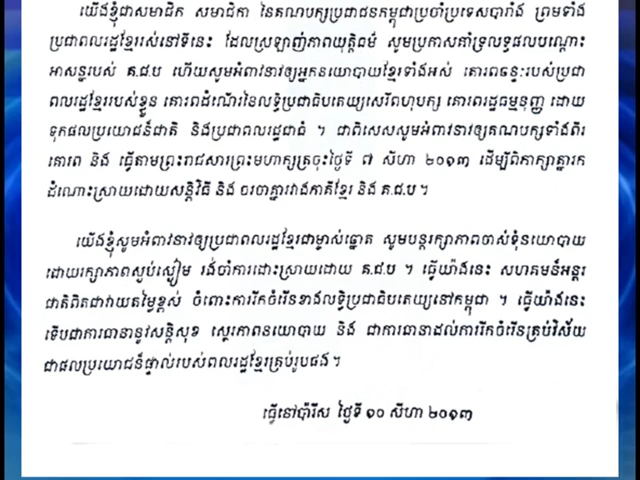 យើងខ្ញុំជាសមាជិក សមាជិកា នៃគណបក្សប្រជាជនកម្ពុជាប្រចាំប្រទេសបារាំង ព្រមទាំង
ប្រជាពលរដ្ឋខ្មែររស់នៅទីនេះ ដែលស្រឡាញ់ភាពយុត្តិធម៌ សូមប្រកាសគាំទ្រលទ្ធផលបណ្តោះ
អាសន្នរបស់ គ.ជ.ប ហើយសូមអំពាវនាវឲ្យអ្នកនយោបាយខ្មែរទាំងអស់ គោរពឆន្ទៈរបស់ប្រជា
ពលរដ្ឋខ្មែររបស់ខ្លួន គោរពដំណើរនៃលទ្ធិប្រជាធិបតេយ្យសេរីពហុបក្ស គោរពរដ្ឋធម្មនុញ្ញ ដោយ
ទុកផលប្រយោជន៏ជាតិ និងប្រជាពលរដ្ឋជាធំ ។ ជាពិសេសសូមអំពាវនាវឲ្យគណបក្សទាំងពីរ
គោរព និង ធ្វើតាមព្រះរាជសារព្រះមហាក្សត្រចុះថ្ងៃទី ៧ សីហា ២០១៣ ដើម្បីពិភាក្សាគ្នារក
ដំណោះស្រាយដោយសន្តិវិធី និង ចរចាគ្នារវាងភាគីខ្មែរ និង គ.ជ.ប ។
យើងខ្ញុំសូមអំពាវនាវឲ្យប្រជាពលរដ្ឋខ្មែរជាម្ចាស់ឆ្នោត សូមបន្តរក្សាភាពចាស់ទុំនយោបាយ
ដោយរក្សាភាពស្ងប់ស្ងៀម រង់ចាំការដោះស្រាយដោយ គ.ជ.ប ។ ធ្វើយ៉ាងនេះ សហគមន៏អន្តរ
ជាតិពិតជាវាយតម្លៃខ្ពស់ ចំពោះការរីកចំរើនខាងលទ្ធិប្រជាធិបតេយ្យនៅកម្ពុជា ។ ធ្វើយ៉ាងនេះ
ទើបជាការធានានូវសន្តិសុខ ស្ថេរភាពនយោបាយ និង ជាការធានាដល់ការរីកចំរើនគ្រប់វិស័យ
ជាផលប្រយោជន៏ផ្ទាល់របស់ពលរដ្ឋខ្មែរគ្រប់រូបផង ។
ធ្វើនៅប៉ារីស ថ្ងៃទី ១០ សីហា ២០១៣